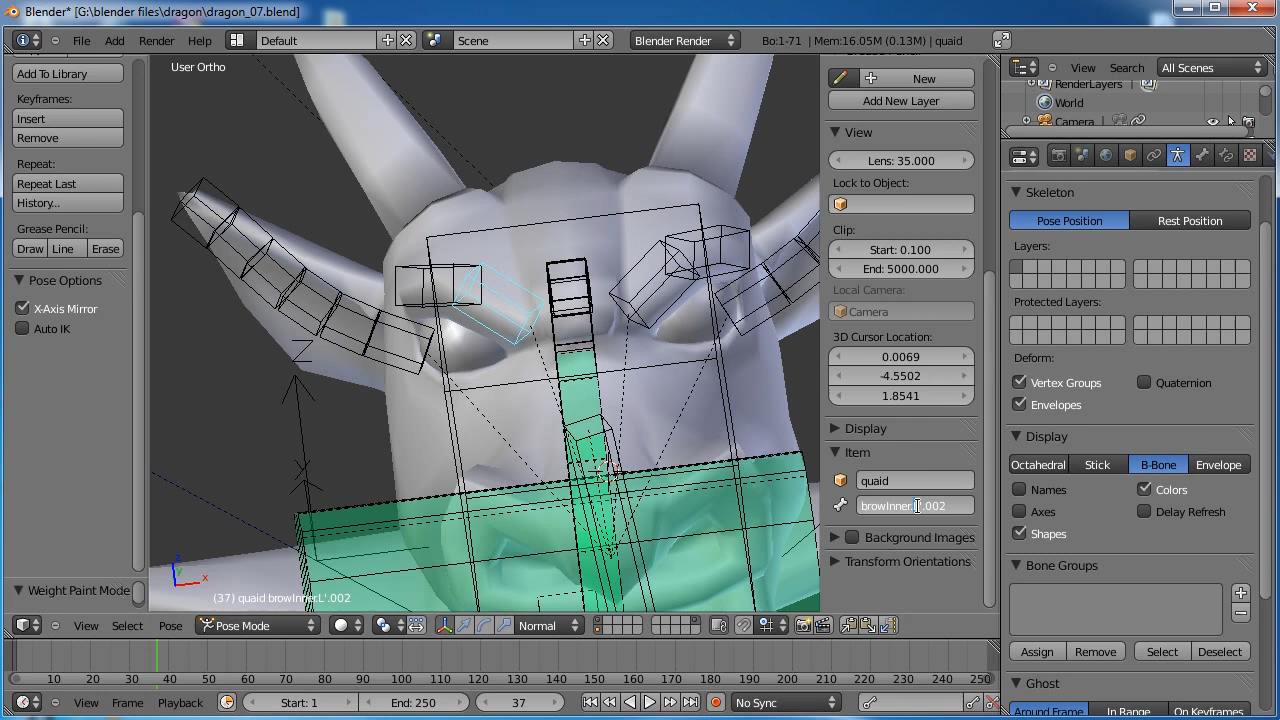 Blender* [G:\blender files\dragon\dragon_07.blend]
File Add Render Help Default Scene Blender Render Bo:1-71 | Mem:16.05M (0.13M) | quaid
View Search All Scenes
RenderLayers
World
Camera
Add To Library
Keyframes:
Insert
Remove
Repeat:
Repeat Last
History...
Grease Pencil:
Draw Line Erase
Pose Options
X-Axis Mirror
Auto IK
Weight Paint Mode
User Ortho
Z
Y
z
y
x
(37) quaid browInner.L'.002
New
Add New Layer
View
Lens: 35.000
Lock to Object:
Clip:
Start: 0.100
End: 5000.000
Local Camera:
Camera
3D Cursor Location:
0.0069
-4.5502
1.8541
Display
Item
quaid
Background Images
Transform Orientations
Skeleton
Pose Position Rest Position
Layers:
Protected Layers:
Deform:
Vertex Groups Quaternion
Envelopes
Display
Octahedral Stick B-Bone Envelope
Names Colors
Axes Delay Refresh
Shapes
Bone Groups
Assign Remove Select Deselect
Ghost
Around Frame In Range On Keyframes
View Select Pose Pose Mode Normal
10 20 30 40 50 60 70 80 90 100 110 120 130 140 150 160 170 180 190 200 210 220 230 240 250
View Frame Playback Start: 1 End: 250 37 No Sync